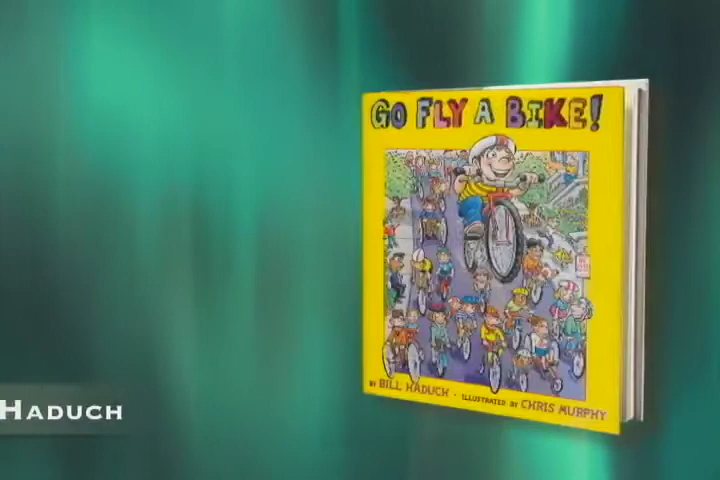 GO FLY A BIKE!
BY BILL HADUCH • ILLUSTRATED BY CHRIS MURPHY
HADUCH